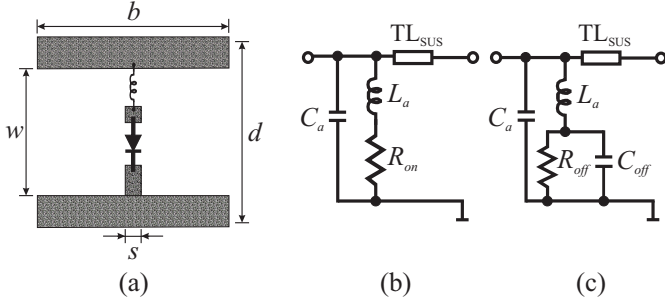 b
w
d
s
(a)
TL_SUS
C_a
L_a
R_on
(b)
TL_SUS
C_a
L_a
R_off
C_off
(c)